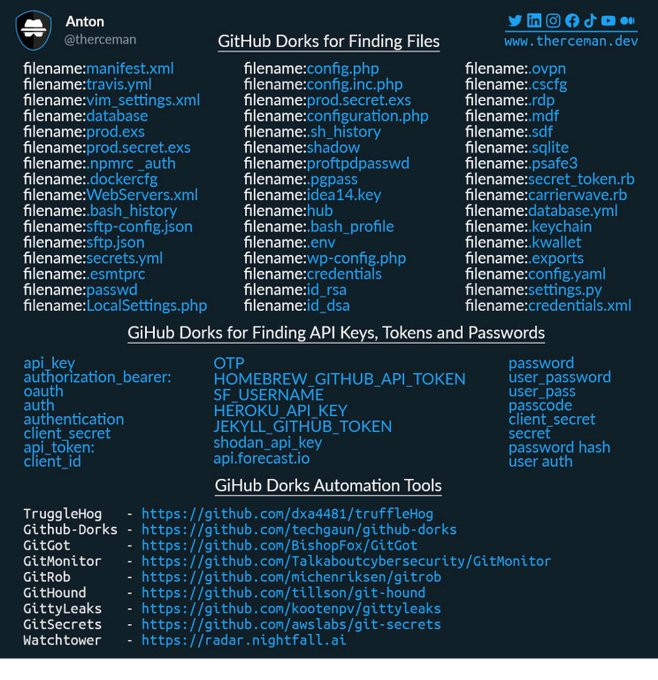 Anton
@therceman
www.therceman.dev
GitHub Dorks for Finding Files
filename:manifest.xml
filename:travis.yml
filename:vim_settings.xml
filename:database
filename:prod.exs
filename:prod.secret.exs
filename:.npmrc _auth
filename:.dockercfg
filename:WebServers.xml
filename:.bash_history
filename:sftp-config.json
filename:sftp.json
filename:secrets.yml
filename:.esmtprc
filename:passwd
filename:LocalSettings.php
filename:config.php
filename:config.inc.php
filename:prod.secret.exs
filename:configuration.php
filename:.sh_history
filename:shadow
filename:proftpdpasswd
filename:.pgpass
filename:idea14.key
filename:hub
filename:.bash_profile
filename:.env
filename:wp-config.php
filename:credentials
filename:id_rsa
filename:id_dsa
filename:.ovpn
filename:.cscfg
filename:.rdp
filename:.mdf
filename:.sdf
filename:.sqlite
filename:.psafe3
filename:secret_token.rb
filename:carrierwave.rb
filename:database.yml
filename:.keychain
filename:.kwallet
filename:.exports
filename:config.yaml
filename:settings.py
filename:credentials.xml
GiHub Dorks for Finding API Keys, Tokens and Passwords
api_key
authorization_bearer:
oauth
auth
authentication
client_secret
api_token:
client_id
OTP
HOMEBREW_GITHUB_API_TOKEN
SF_USERNAME
HEROKU_API_KEY
JEKYLL_GITHUB_TOKEN
shodan_api_key
api.forecast.io
password
user_password
user_pass
passcode
client_secret
secret
password hash
user auth
GiHub Dorks Automation Tools
TruggleHog - https://github.com/dxa4481/truffleHog
Github-Dorks - https://github.com/techgaun/github-dorks
GitGot - https://github.com/BishopFox/GitGot
GitMonitor - https://github.com/Talkaboutcybersecurity/GitMonitor
GitRob - https://github.com/michenriksen/gitrob
GitHound - https://github.com/tillson/git-hound
GittyLeaks - https://github.com/kootenpv/gittyleaks
GitSecrets - https://github.com/awslabs/git-secrets
Watchtower - https://radar.nightfall.ai